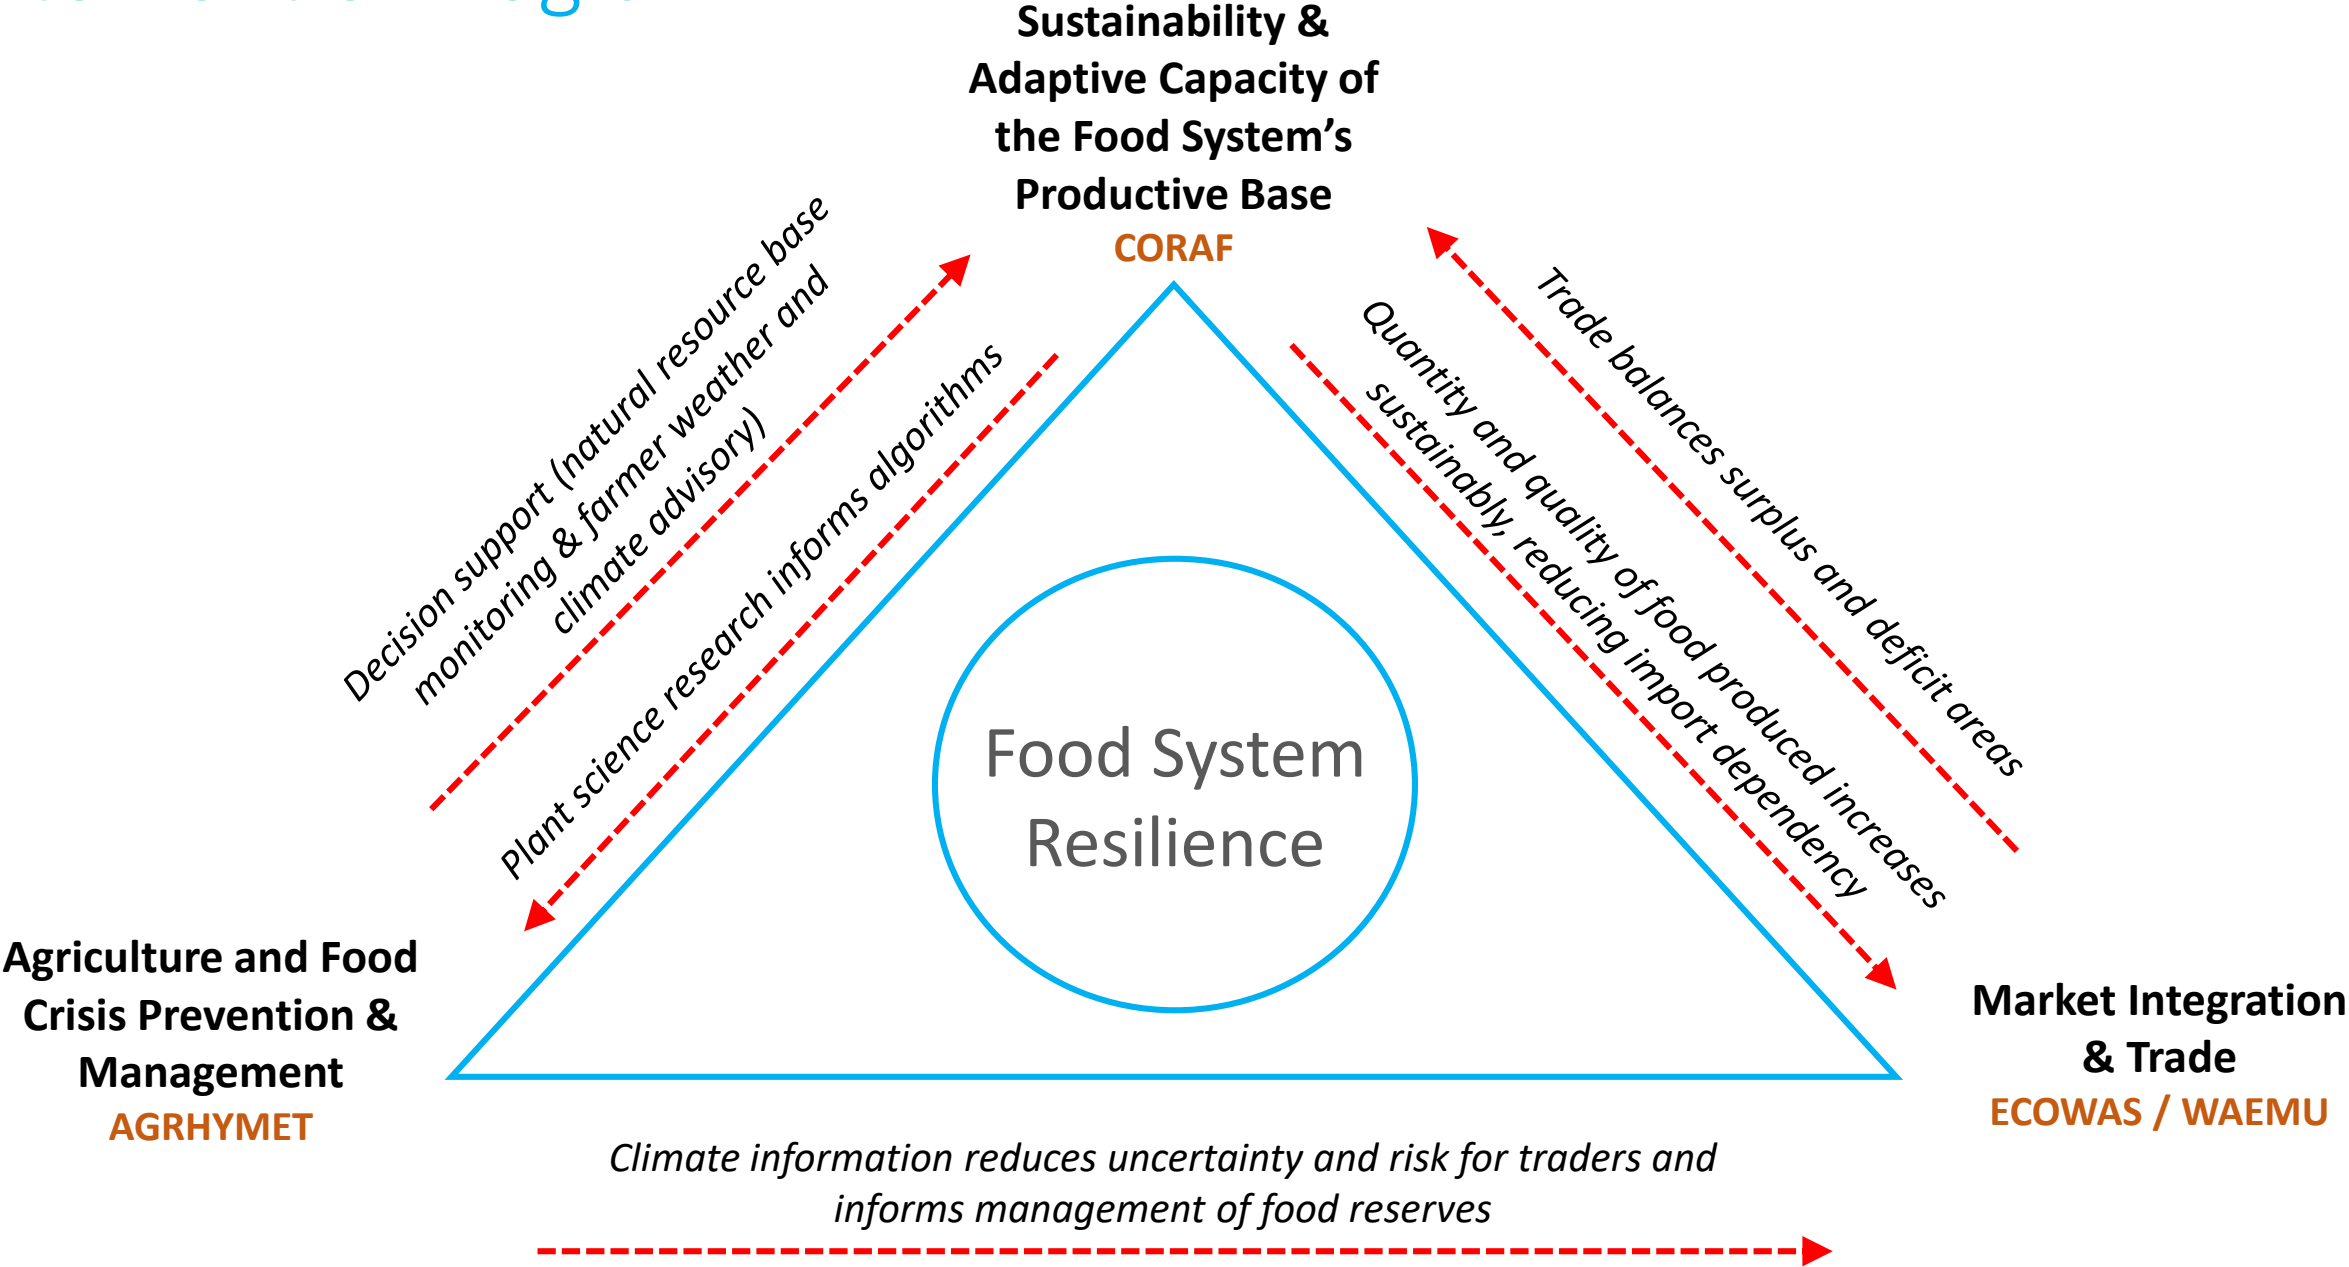 Sustainability &
Adaptive Capacity of
the Food System’s
Productive Base
CORAF
Decision support (natural resource base
monitoring & farmer weather and
climate advisory)
Plant science research informs algorithms
Trade balances surplus and deficit areas
Quantity and quality of food produced increases
sustainably, reducing import dependency
Food System
Resilience
Agriculture and Food
Crisis Prevention &
Management
AGRHYMET
Market Integration
& Trade
ECOWAS / WAEMU
Climate information reduces uncertainty and risk for traders and
informs management of food reserves